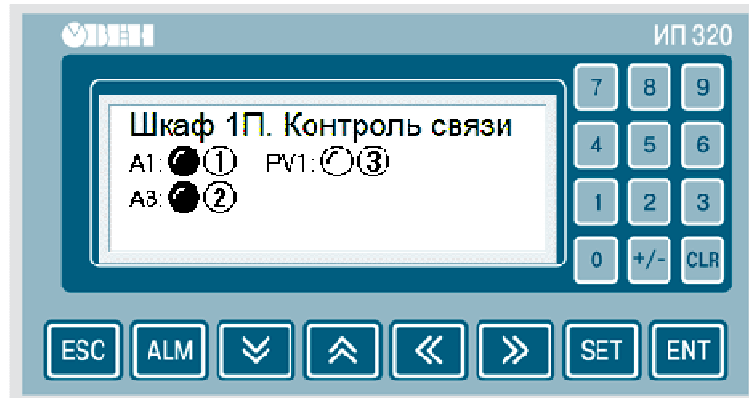 ОВЕН
ИП 320
Шкаф 1П. Контроль связи
А1: 1 PV1: 3
А3: 2
7 8 9
4 5 6
1 2 3
0 +/- CLR
ESC ALM SET ENT